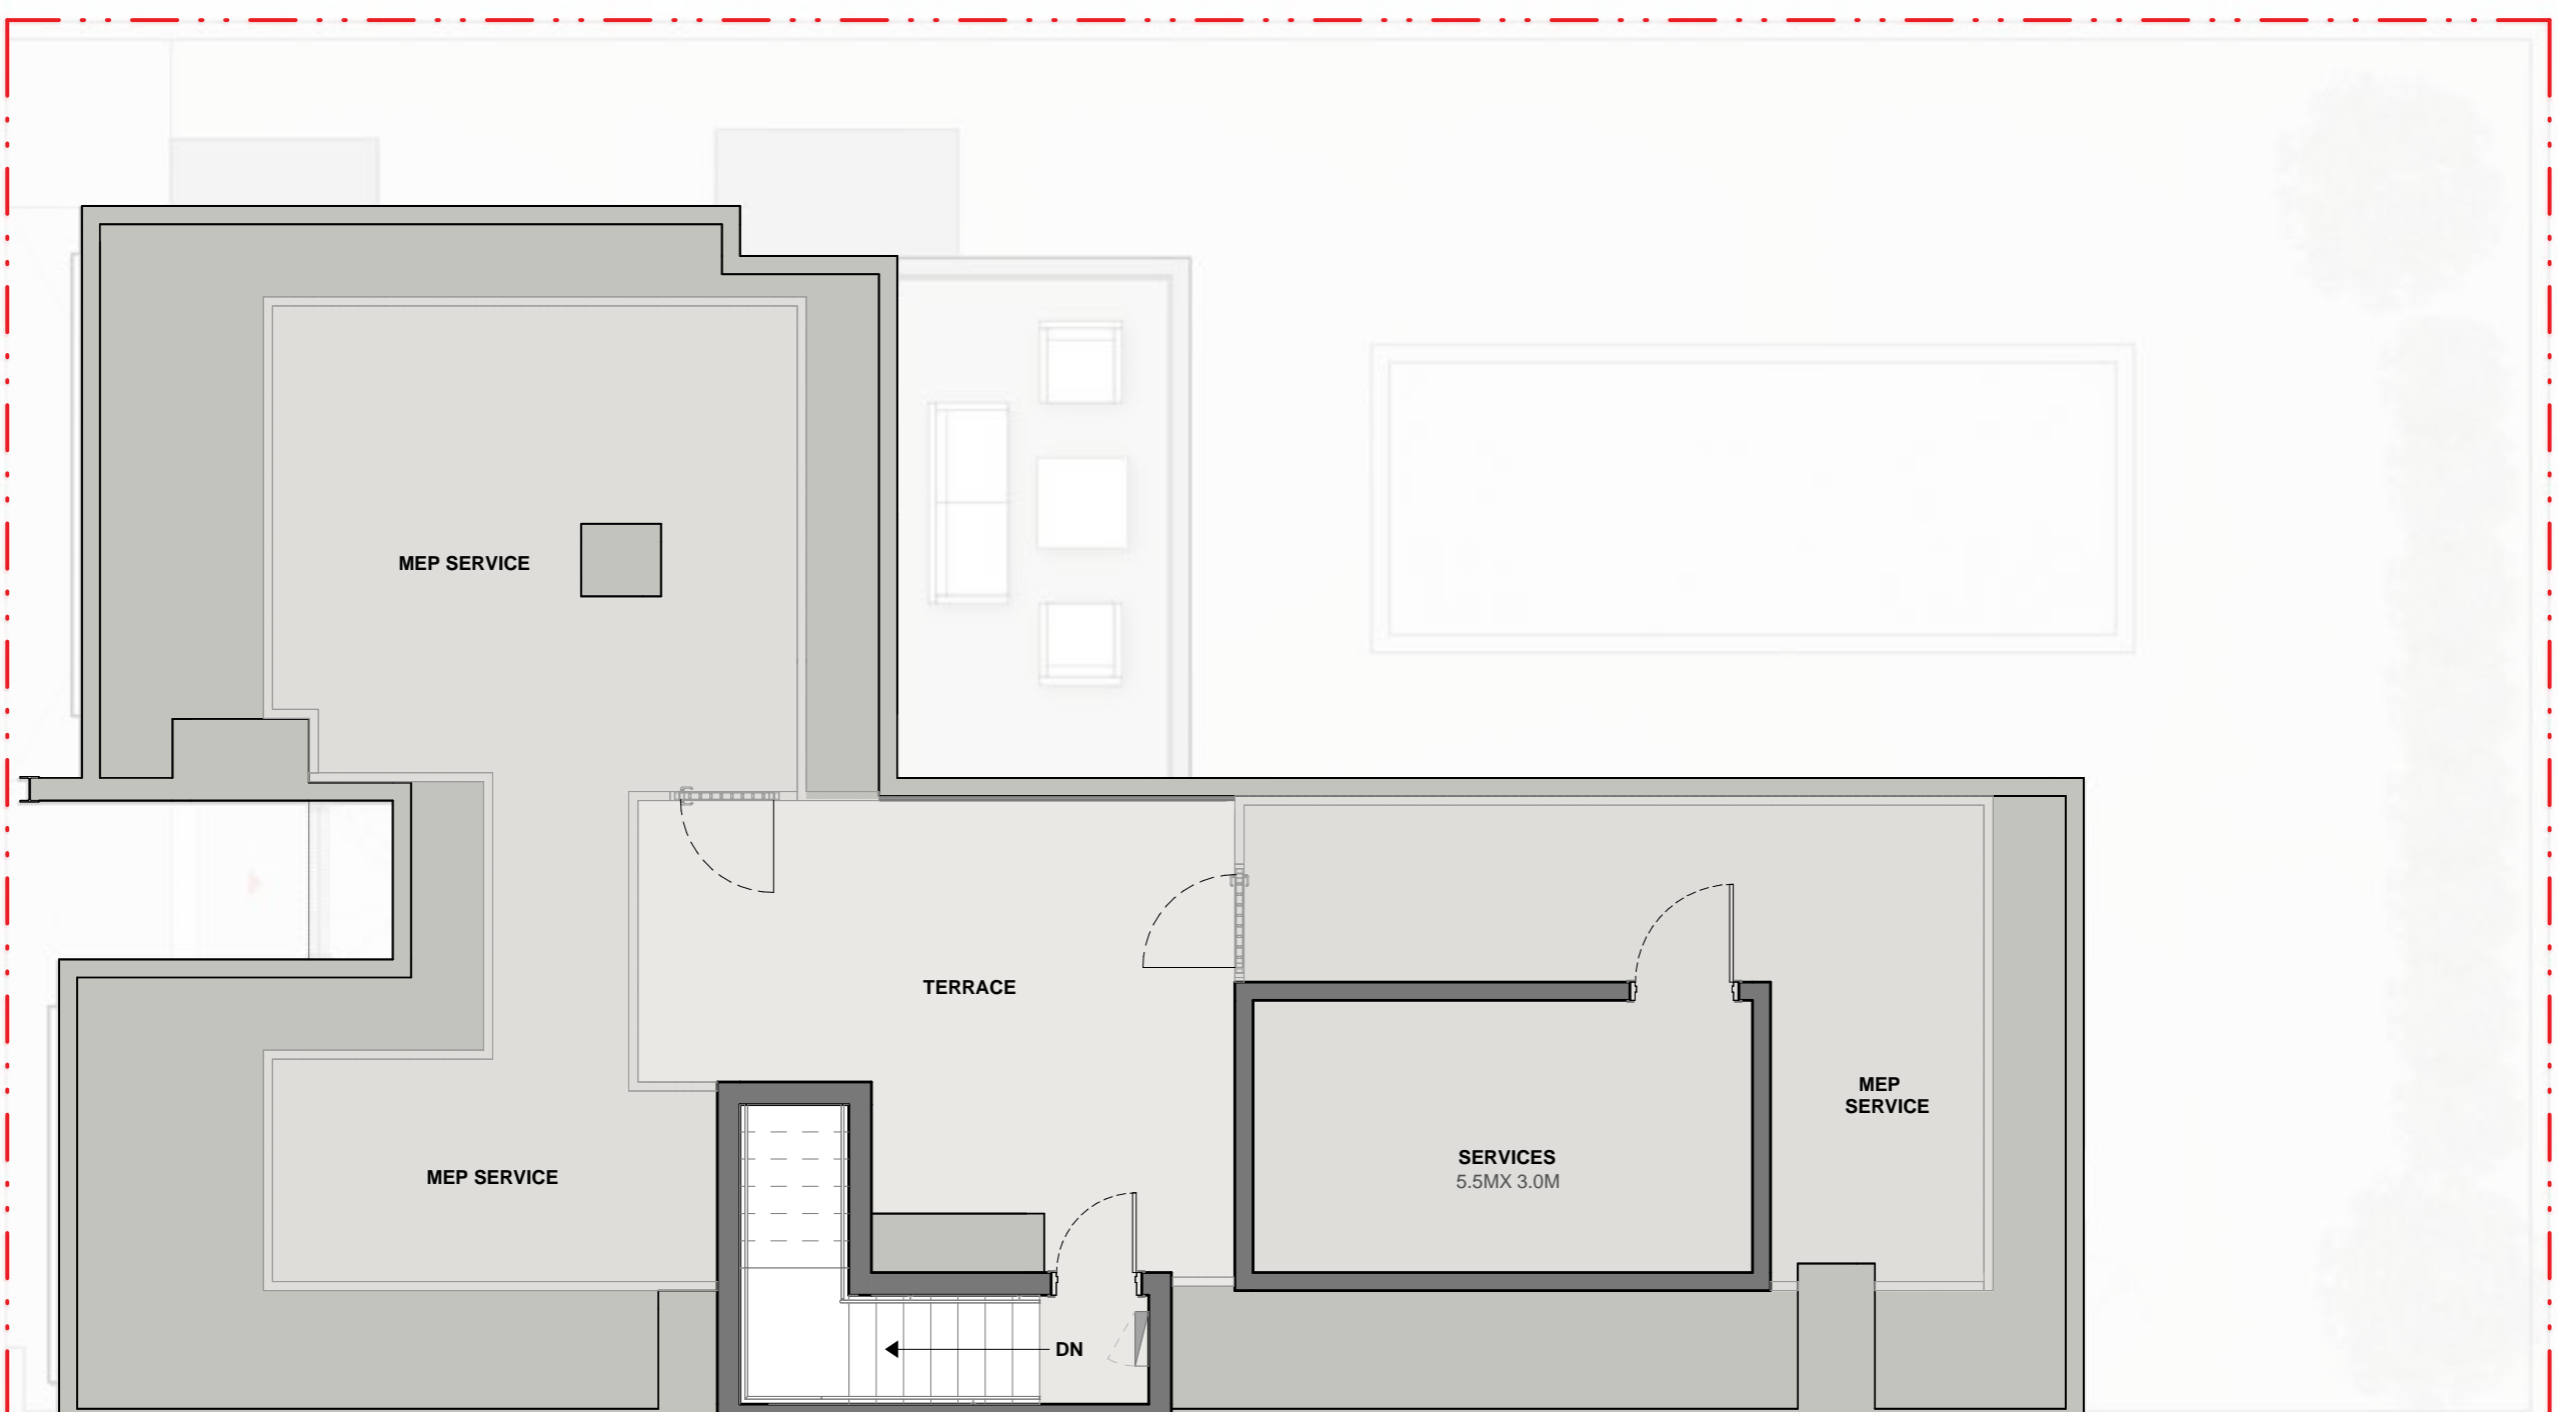 MEP SERVICE
TERRACE
MEP
SERVICE
SERVICES
5.5MX 3.0M
MEP SERVICE
DN